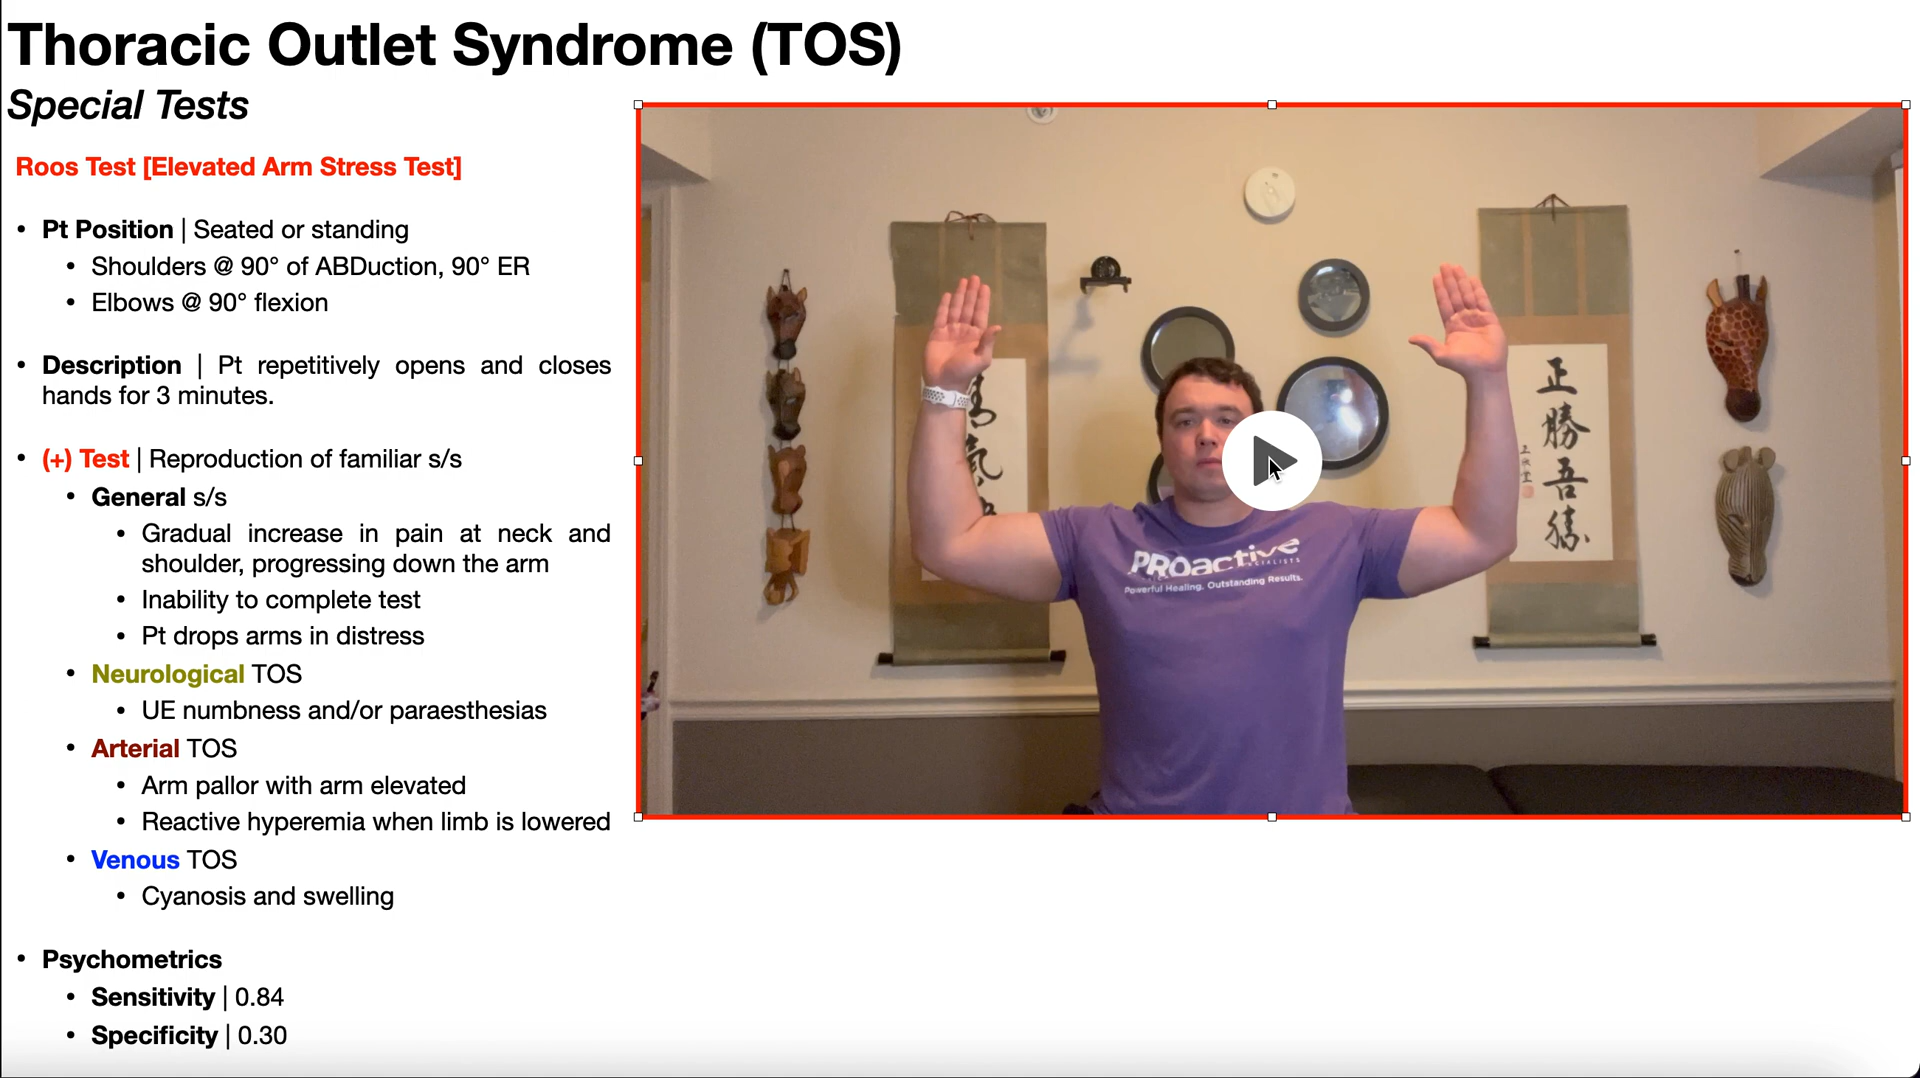 Thoracic Outlet Syndrome (TOS)
Special Tests
Roos Test [Elevated Arm Stress Test]
• Pt Position | Seated or standing
• Shoulders @ 90° of ABDuction, 90° ER
• Elbows @ 90° flexion
• Description | Pt repetitively opens and closes
hands for 3 minutes.
• (+) Test | Reproduction of familiar s/s
• General s/s
• Gradual increase in pain at neck and
shoulder, progressing down the arm
• Inability to complete test
• Pt drops arms in distress
• Neurological TOS
• UE numbness and/or paraesthesias
• Arterial TOS
• Arm pallor with arm elevated
• Reactive hyperemia when limb is lowered
• Venous TOS
• Cyanosis and swelling
• Psychometrics
• Sensitivity | 0.84
• Specificity | 0.30
PROactive
Powerful Healing. Outstanding Results.
正
勝
吾
勝